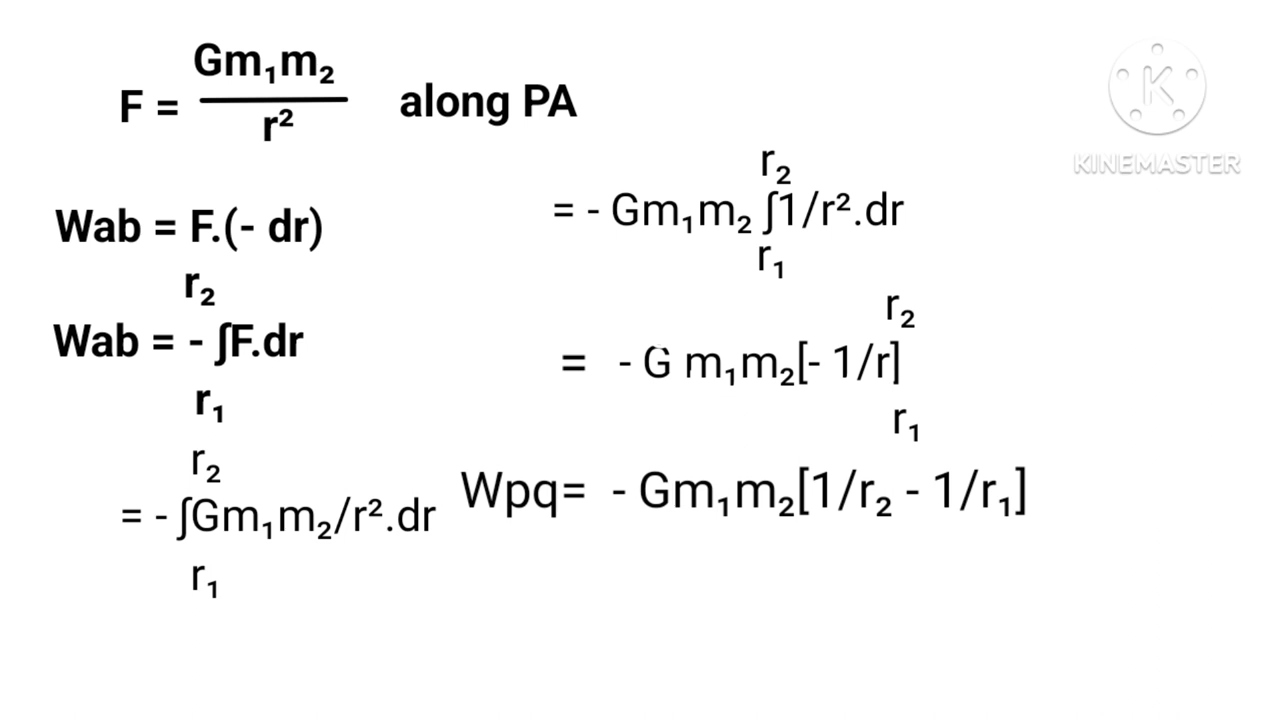 F = Gm₁m₂ / r² along PA
Wab = F.(- dr)
r₂
Wab = - ∫F.dr
r₁
r₂
= - ∫Gm₁m₂/r².dr
r₁
r₂
= - Gm₁m₂ ∫1/r².dr
r₁
r₂
= - G m₁m₂[- 1/r]
r₁
Wpq= - Gm₁m₂[1/r₂ - 1/r₁]
K
KINEMASTER